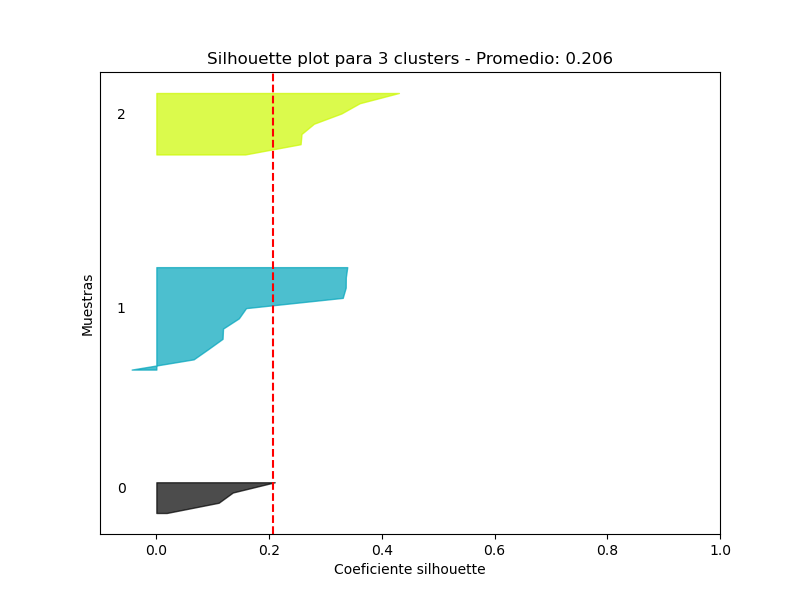 Silhouette plot para 3 clusters - Promedio: 0.206
2
1
0
Muestras
0.0 0.2 0.4 0.6 0.8 1.0
Coeficiente silhouette